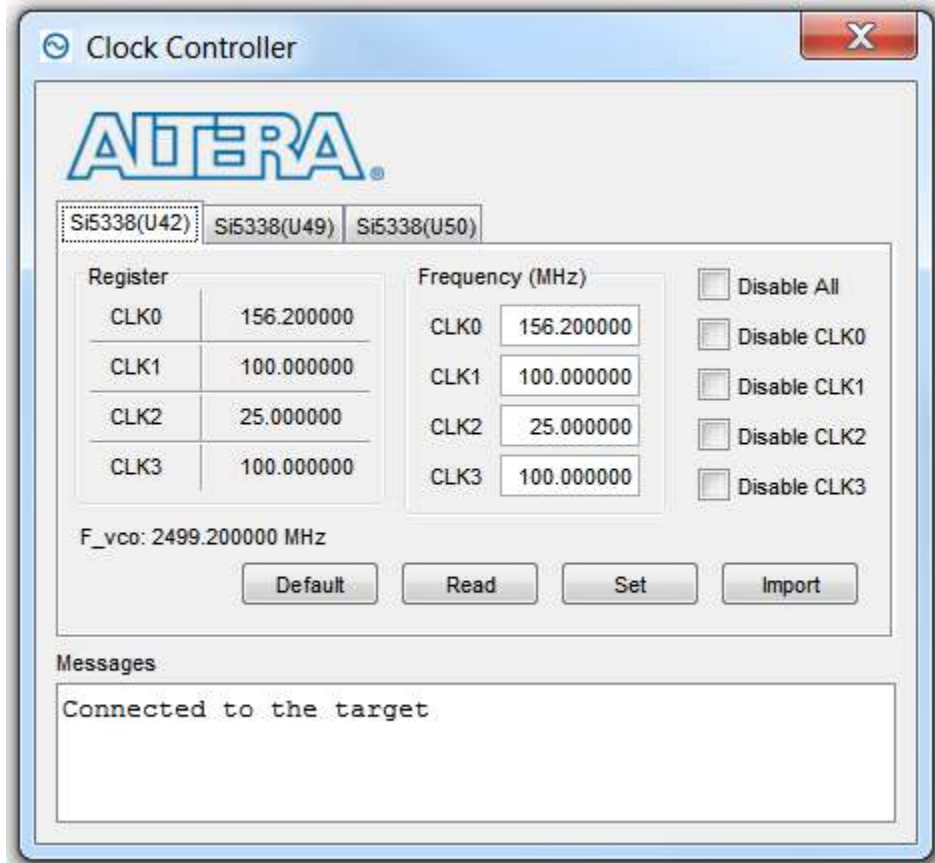 Clock Controller
ALTERA®
Si5338(U42) Si5338(U49) Si5338(U50)
Register
CLK0 156.200000
CLK1 100.000000
CLK2 25.000000
CLK3 100.000000
Frequency (MHz)
CLK0 156.200000
CLK1 100.000000
CLK2 25.000000
CLK3 100.000000
Disable All
Disable CLK0
Disable CLK1
Disable CLK2
Disable CLK3
F_vco: 2499.200000 MHz
Default Read Set Import
Messages
Connected to the target